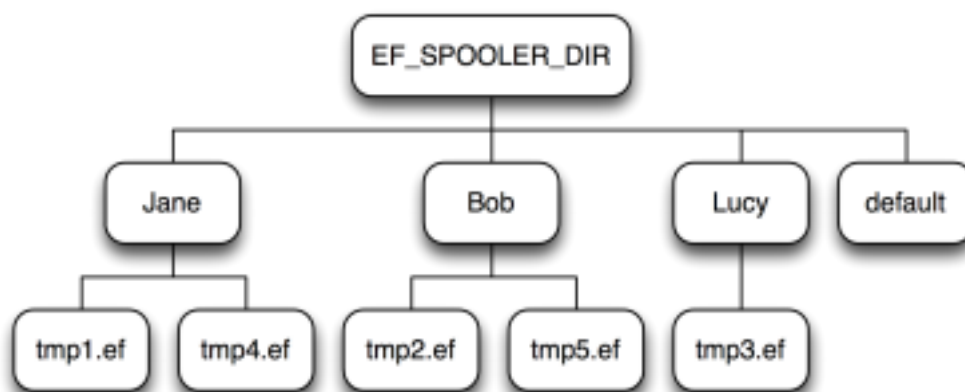 EF_SPOOLER_DIR
Jane
Bob
Lucy
default
tmp1.ef
tmp4.ef
tmp2.ef
tmp5.ef
tmp3.ef